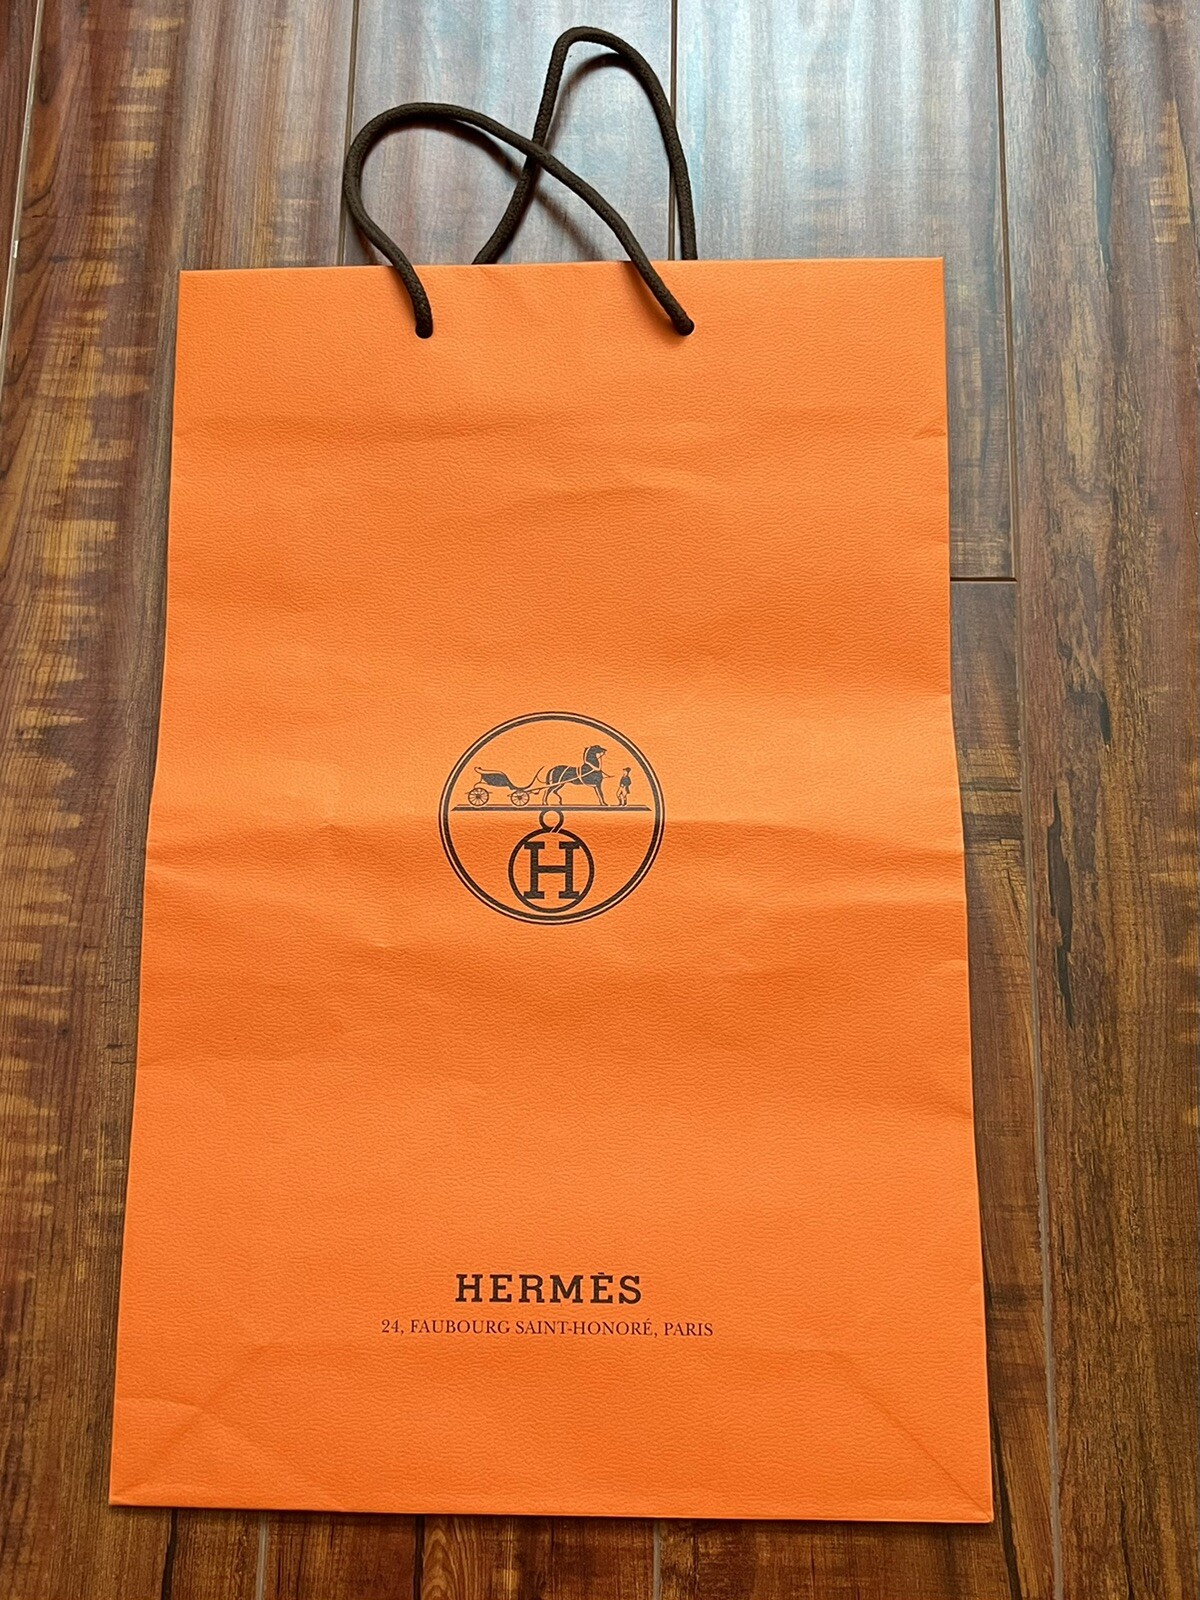 H
HERMÈS
24, FAUBOURG SAINT-HONORÉ, PARIS